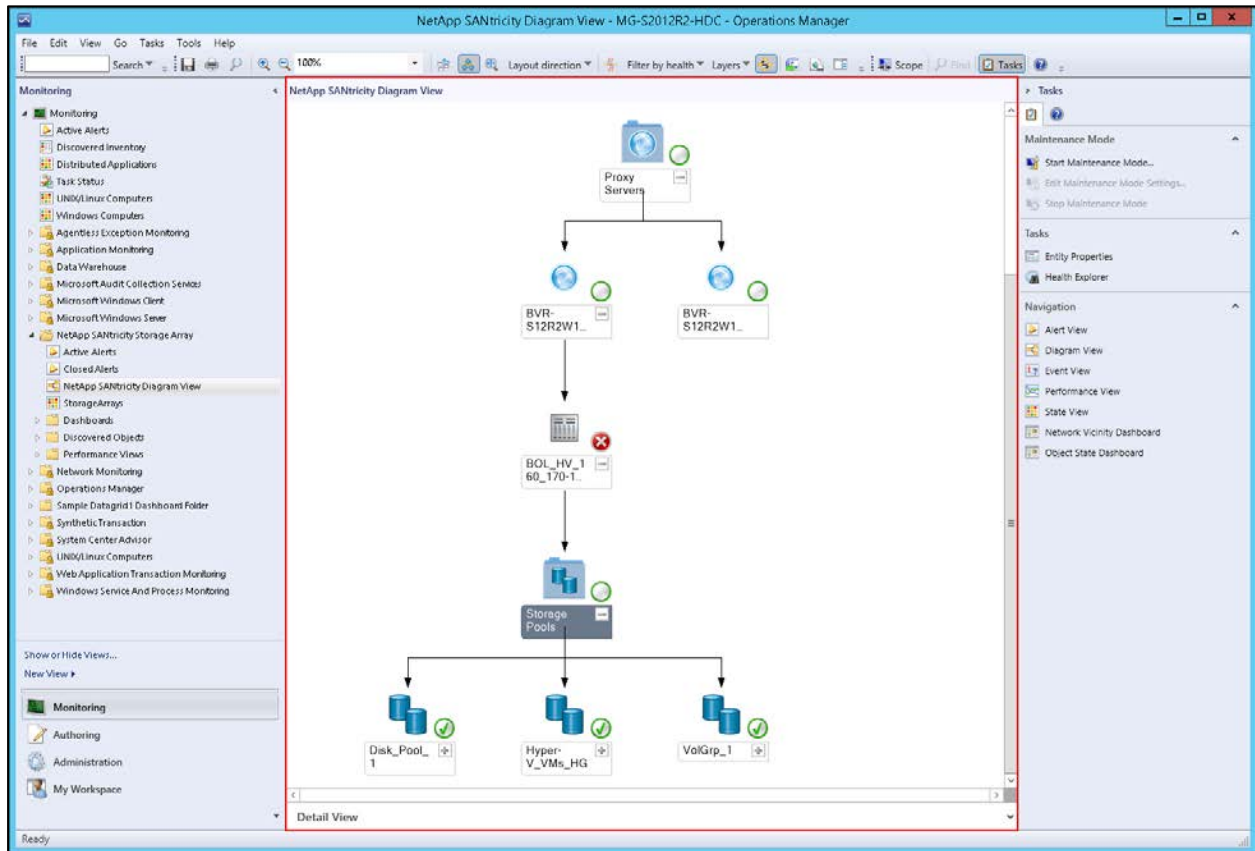 NetApp SANtricity Diagram View - MG-S2012R2-HDC - Operations Manager
File Edit View Go Tasks Tools Help
Search 100% Layout direction Filter by health Layers Scope Find Tasks
Monitoring
Monitoring
Active Alerts
Discovered Inventory
Distributed Applications
Task Status
UNIX/Linux Computers
Windows Computers
Agentless Exception Monitoring
Application Monitoring
Data Warehouse
Microsoft Audit Collection Services
Microsoft Windows Client
Microsoft Windows Server
NetApp SANtricity Storage Array
Active Alerts
Closed Alerts
NetApp SANtricity Diagram View
StorageArrays
Dashboards
Discovered Objects
Performance Views
Network Monitoring
Operations Manager
Sample Datagrid1 Dashboard Folder
Synthetic Transaction
System Center Advisor
UNIX/Linux Computers
Web Application Transaction Monitoring
Windows Service And Process Monitoring
Show or Hide Views...
New View
Monitoring
Authoring
Administration
My Workspace
Ready
NetApp SANtricity Diagram View
Proxy
Servers
BVR-
S12R2W1...
BVR-
S12R2W1...
BOL_HV_1
60_170-1...
Storage
Pools
Disk_Pool_
1
Hyper-
V_VMs_HG
VolGrp_1
Detail View
Tasks
Maintenance Mode
Start Maintenance Mode...
Edit Maintenance Mode Settings...
Stop Maintenance Mode
Tasks
Entity Properties
Health Explorer
Navigation
Alert View
Diagram View
Event View
Performance View
State View
Network Vicinity Dashboard
Object State Dashboard